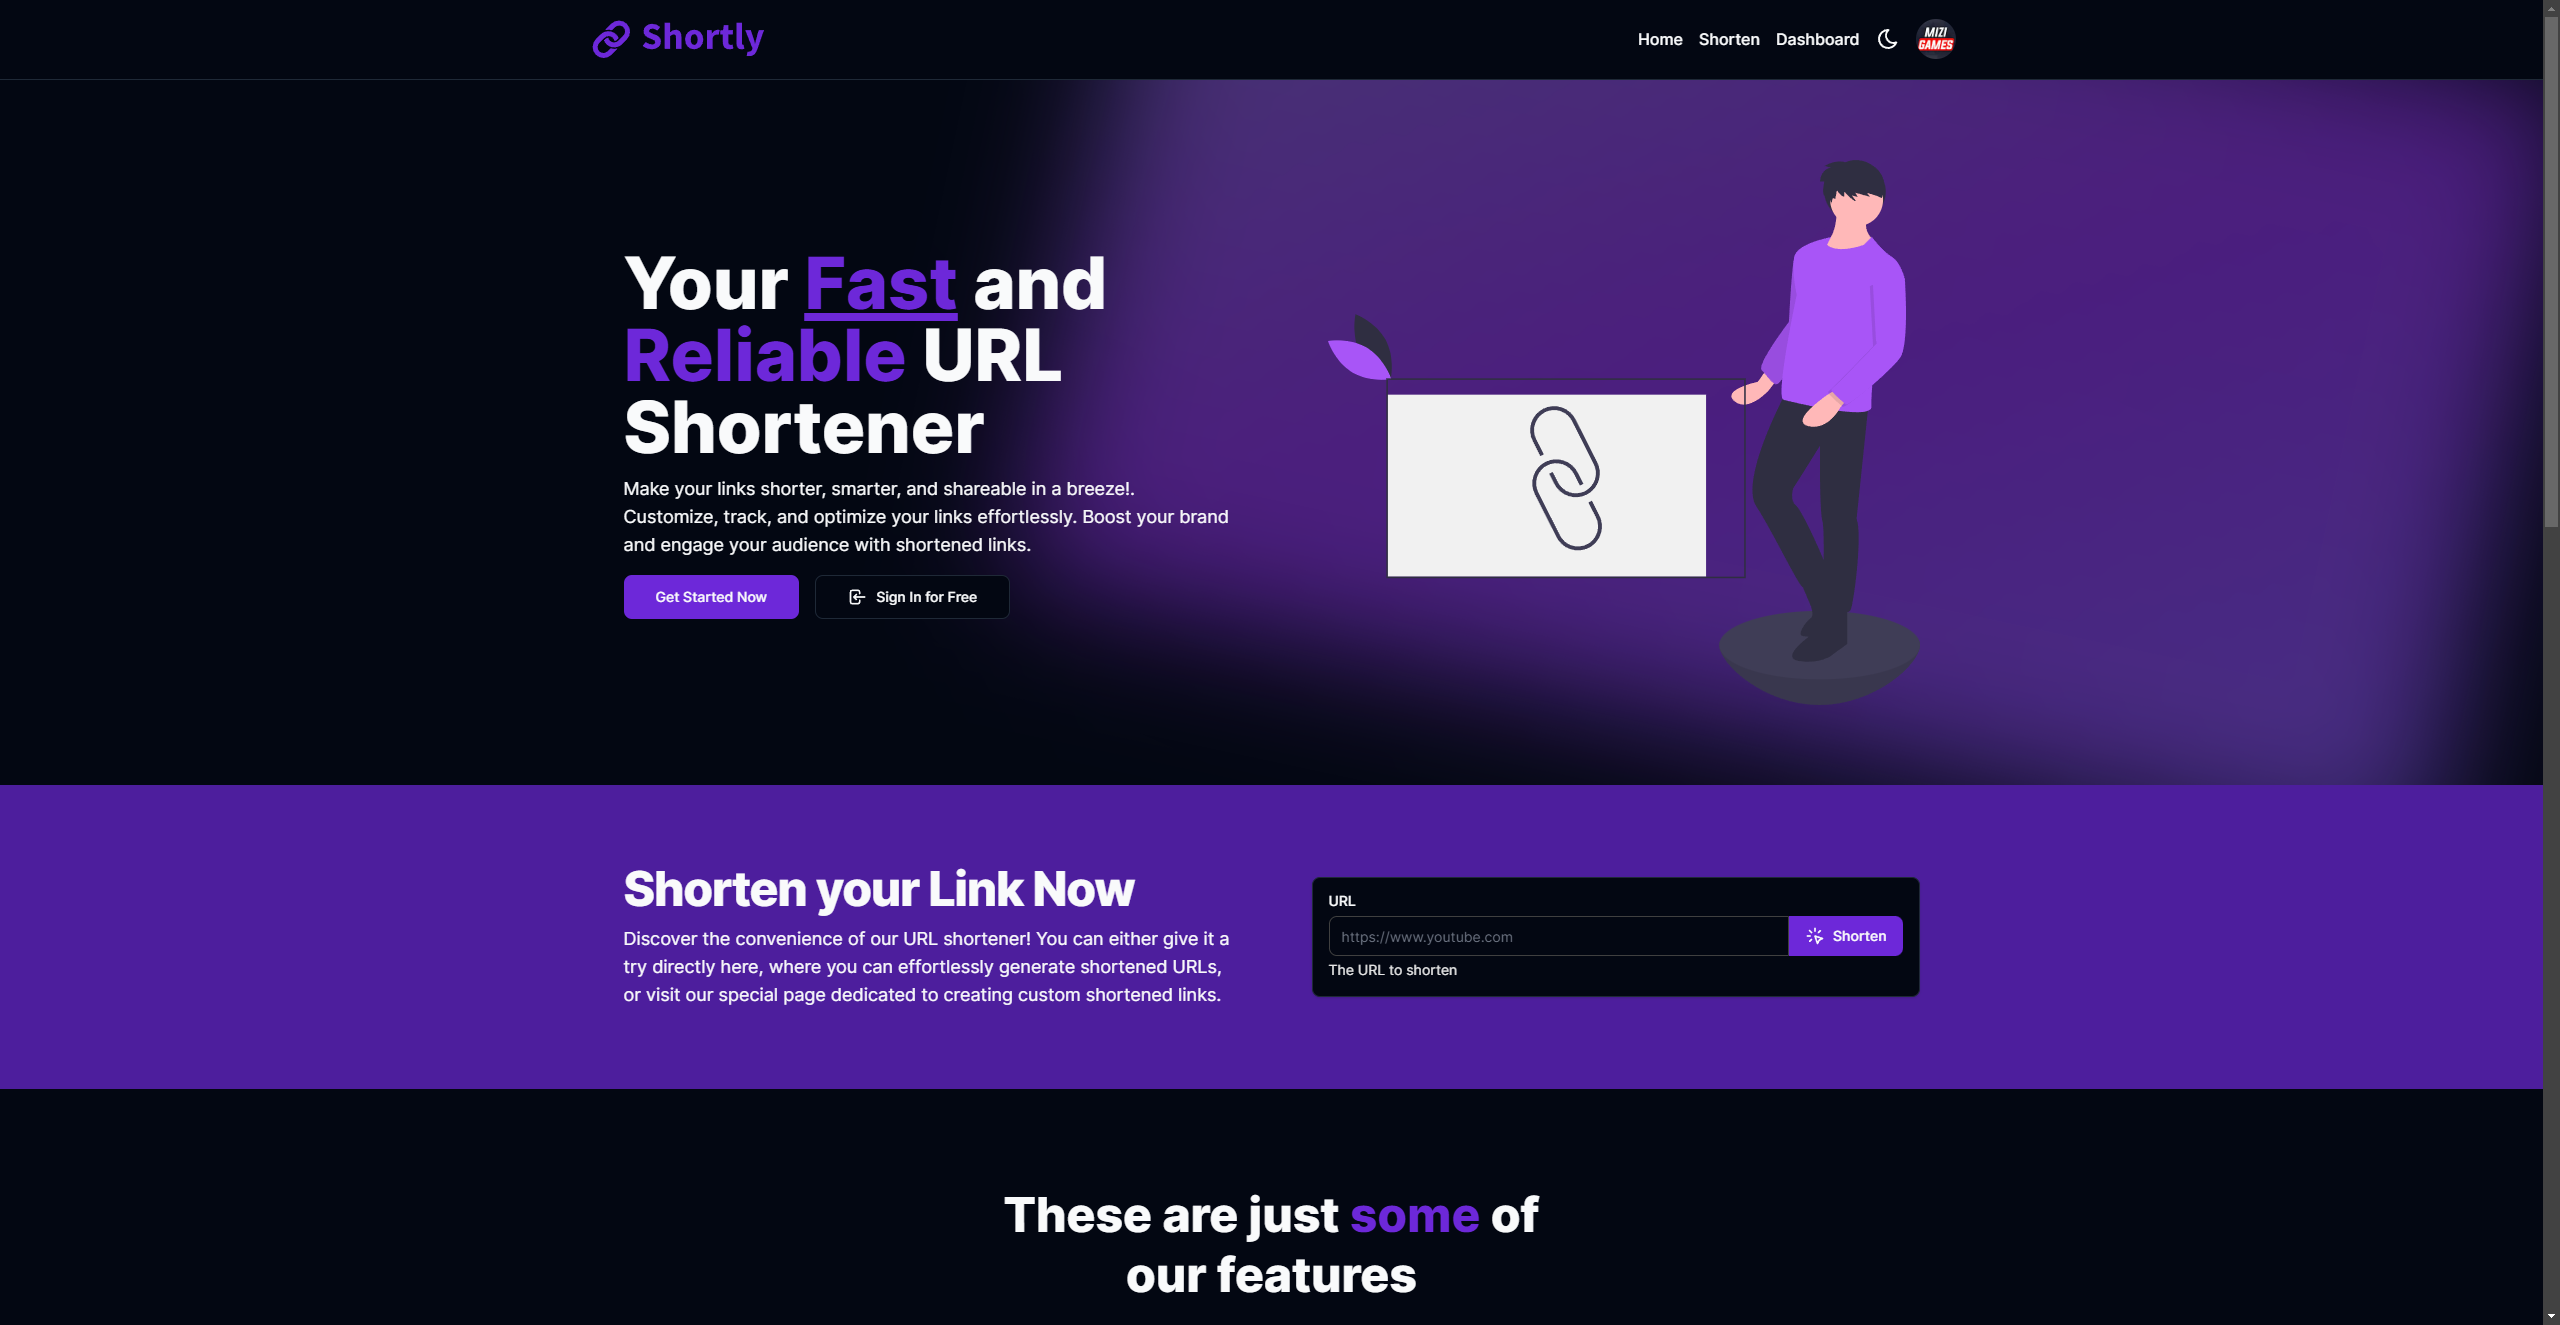 Shortly
Home Shorten Dashboard
MIZI
GAMES
Your Fast and
Reliable URL
Shortener
Make your links shorter, smarter, and shareable in a breeze!.
Customize, track, and optimize your links effortlessly. Boost your brand
and engage your audience with shortened links.
Get Started Now
Sign In for Free
Shorten your Link Now
Discover the convenience of our URL shortener! You can either give it a
try directly here, where you can effortlessly generate shortened URLs,
or visit our special page dedicated to creating custom shortened links.
URL
https://www.youtube.com
Shorten
The URL to shorten
These are just some of
our features